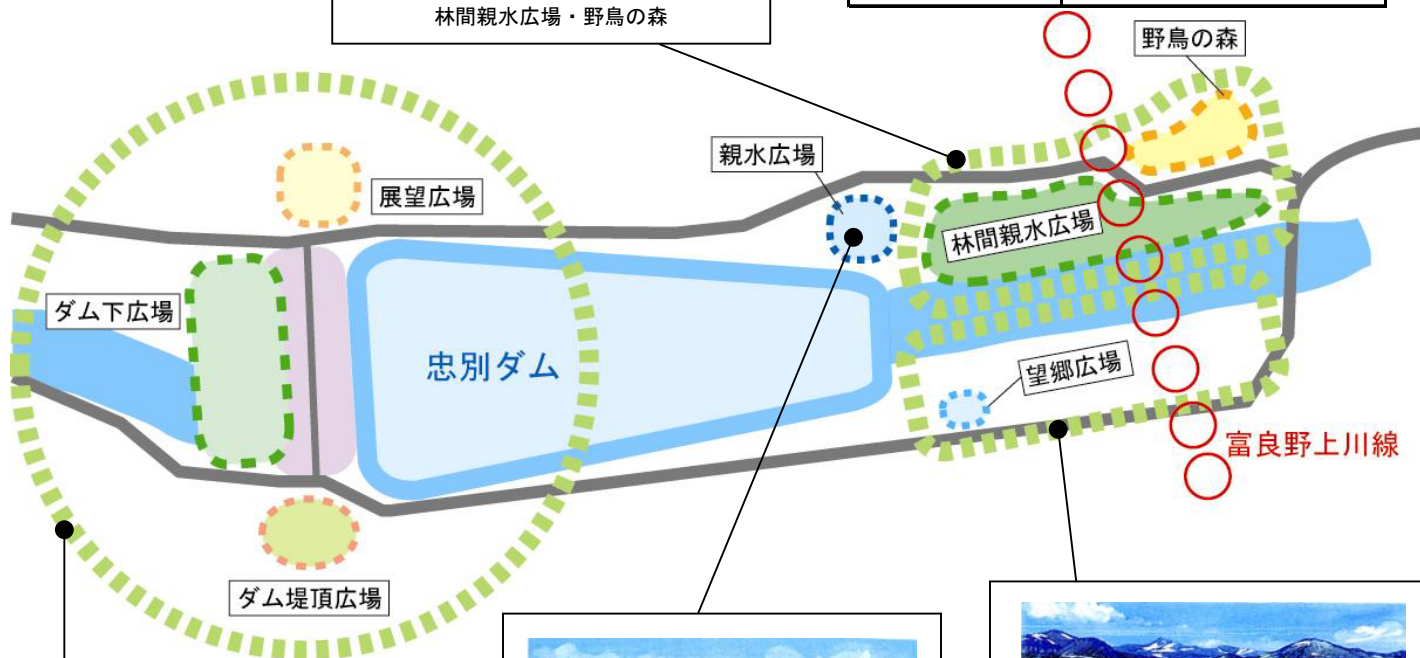 林間親水広場・野鳥の森
野鳥の森
親水広場
展望広場
林間親水広場
ダム下広場
忠別ダム
望郷広場
富良野上川線
ダム堤頂広場